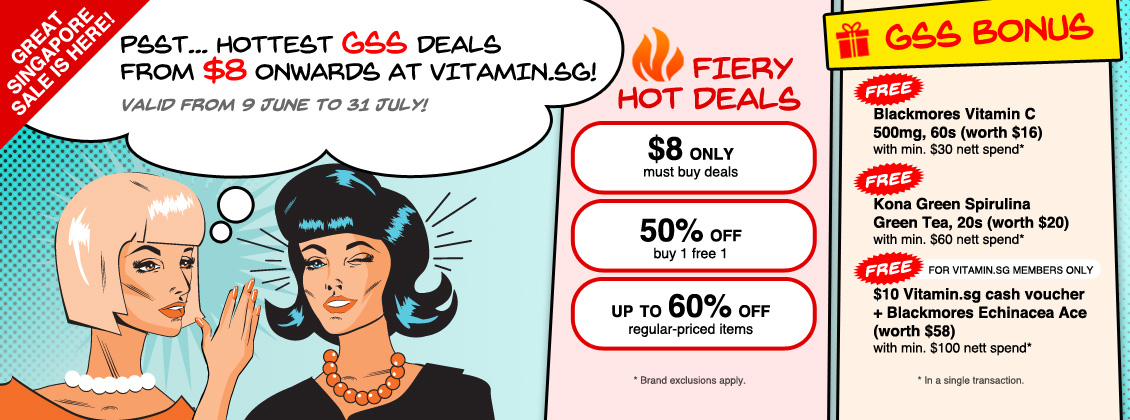 GREAT
SINGAPORE
SALE IS HERE!
PSST... HOTTEST GSS DEALS
FROM $8 ONWARDS AT VITAMIN.SG!
VALID FROM 9 JUNE TO 31 JULY!
FIERY
HOT DEALS
$8 ONLY
must buy deals
50% OFF
buy 1 free 1
UP TO 60% OFF
regular-priced items
* Brand exclusions apply.
GSS BONUS
FREE
Blackmores Vitamin C
500mg, 60s (worth $16)
with min. $30 nett spend*
FREE
Kona Green Spirulina
Green Tea, 20s (worth $20)
with min. $60 nett spend*
FREE FOR VITAMIN.SG MEMBERS ONLY
$10 Vitamin.sg cash voucher
+ Blackmores Echinacea Ace
(worth $58)
with min. $100 nett spend*
* In a single transaction.